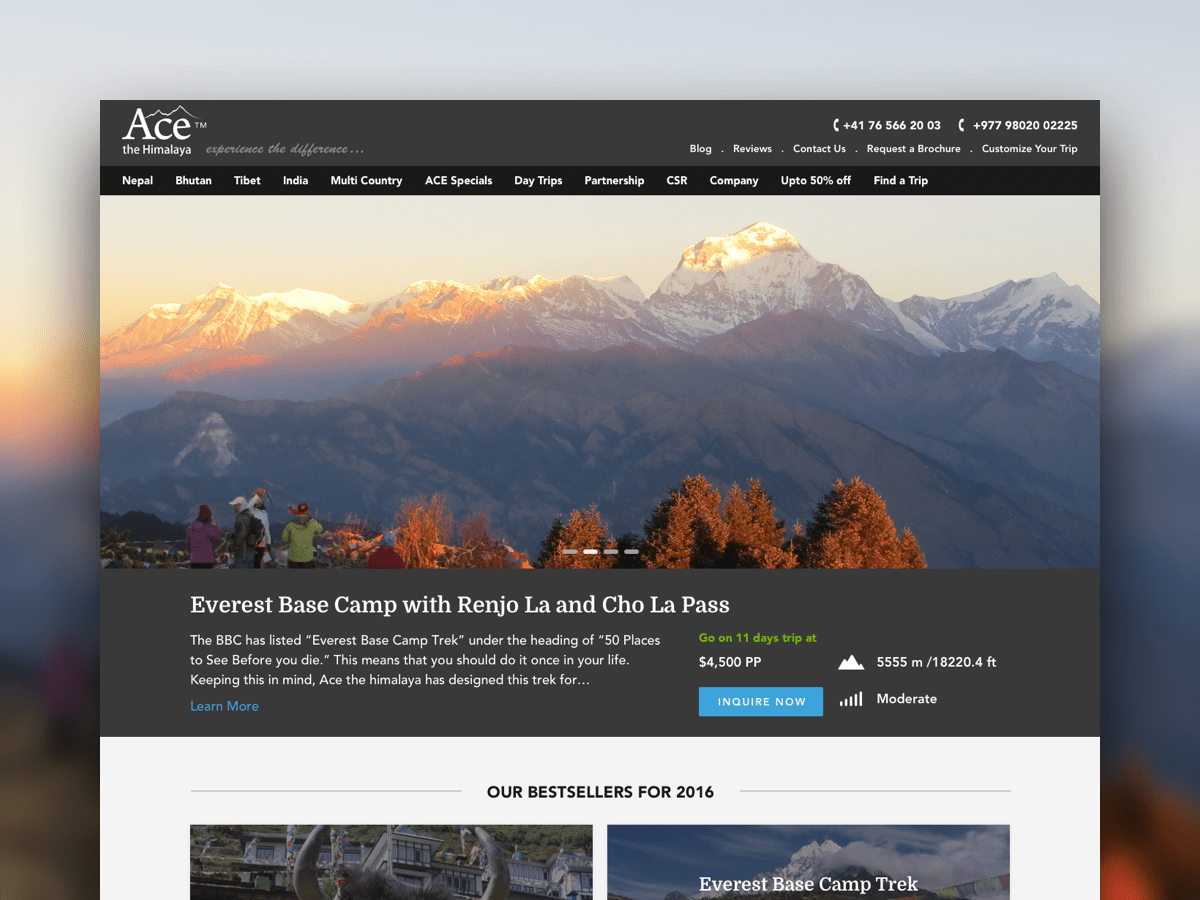 Ace TM
the Himalaya experience the difference...
+41 76 566 20 03 +977 98020 02225
Blog . Reviews . Contact Us . Request a Brochure . Customize Your Trip
Nepal Bhutan Tibet India Multi Country ACE Specials Day Trips Partnership CSR Company Upto 50% off Find a Trip
Everest Base Camp with Renjo La and Cho La Pass
The BBC has listed “Everest Base Camp Trek” under the heading of “50 Places
to See Before you die.” This means that you should do it once in your life.
Keeping this in mind, Ace the himalaya has designed this trek for…
Learn More
Go on 11 days trip at
$4,500 PP
5555 m /18220.4 ft
INQUIRE NOW
Moderate
OUR BESTSELLERS FOR 2016
Everest Base Camp Trek